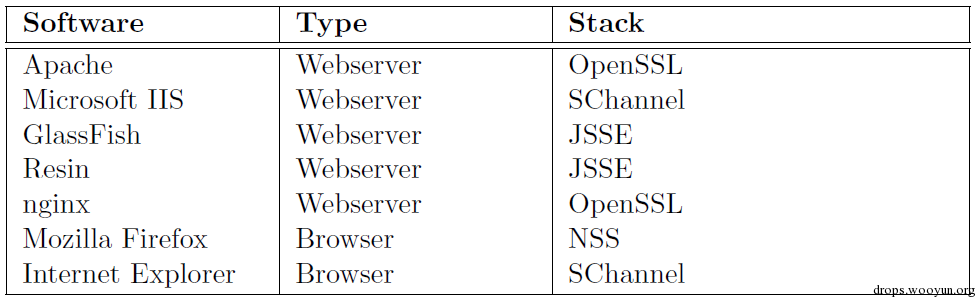 Software Type Stack
Apache Webserver OpenSSL
Microsoft IIS Webserver SChannel
GlassFish Webserver JSSE
Resin Webserver JSSE
nginx Webserver OpenSSL
Mozilla Firefox Browser NSS
Internet Explorer Browser SChannel
drops.wooyun.org